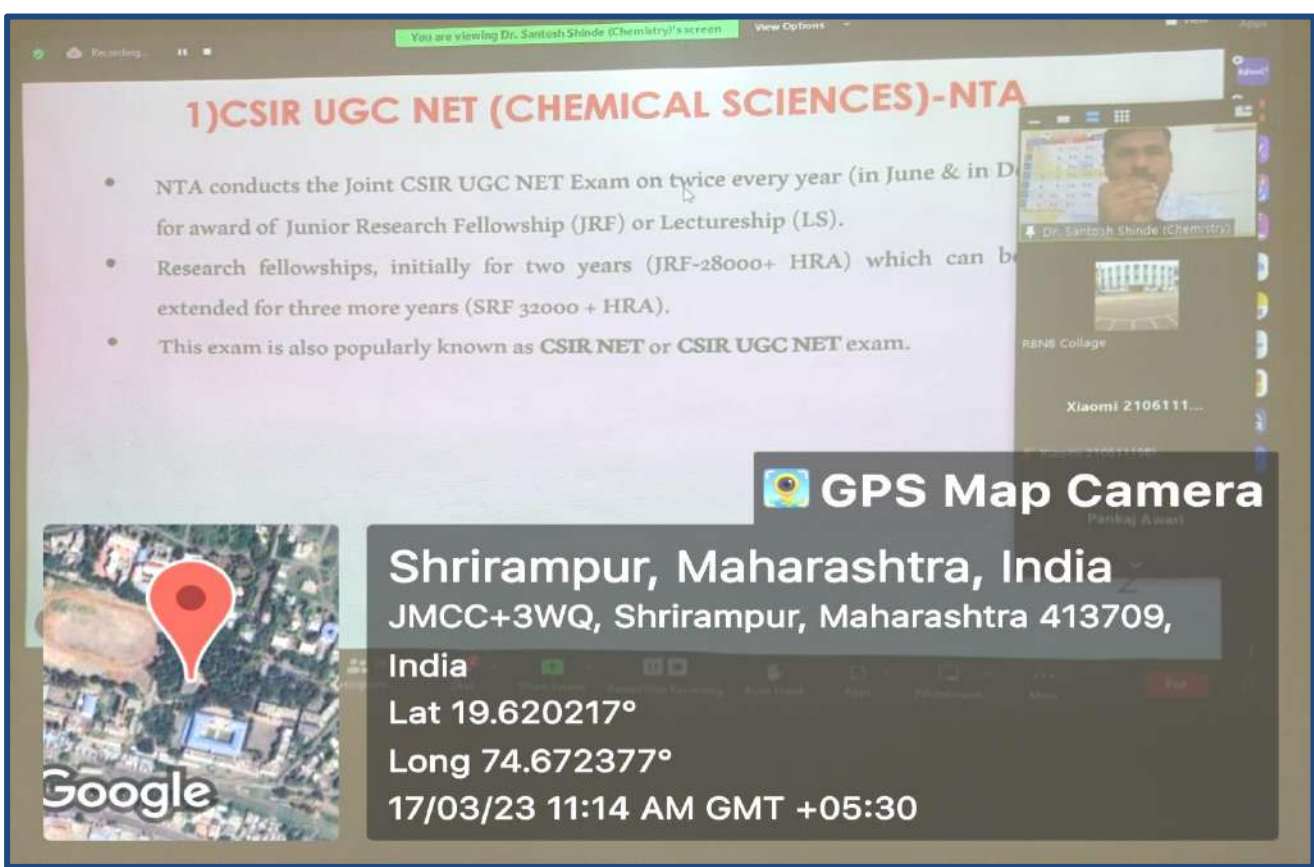 You are viewing Dr. Santosh Shinde (Chemistry)'s screen
View Options
View
Apps
Recording...
1)CSIR UGC NET (CHEMICAL SCIENCES)-NTA
• NTA conducts the Joint CSIR UGC NET Exam on twice every year (in June & in D
for award of Junior Research Fellowship (JRF) or Lectureship (LS).
• Research fellowships, initially for two years (JRF-28000+ HRA) which can b
extended for three more years (SRF 32000 + HRA).
• This exam is also popularly known as CSIR NET or CSIR UGC NET exam.
Dr. Santosh Shinde (Chemistry)
RBNB Collage
Xiaomi 2106111...
Pankaj Awari
2
More
End
GPS Map Camera
Shrirampur, Maharashtra, India
JMCC+3WQ, Shrirampur, Maharashtra 413709,
India
Lat 19.620217°
Long 74.672377°
17/03/23 11:14 AM GMT +05:30
Google